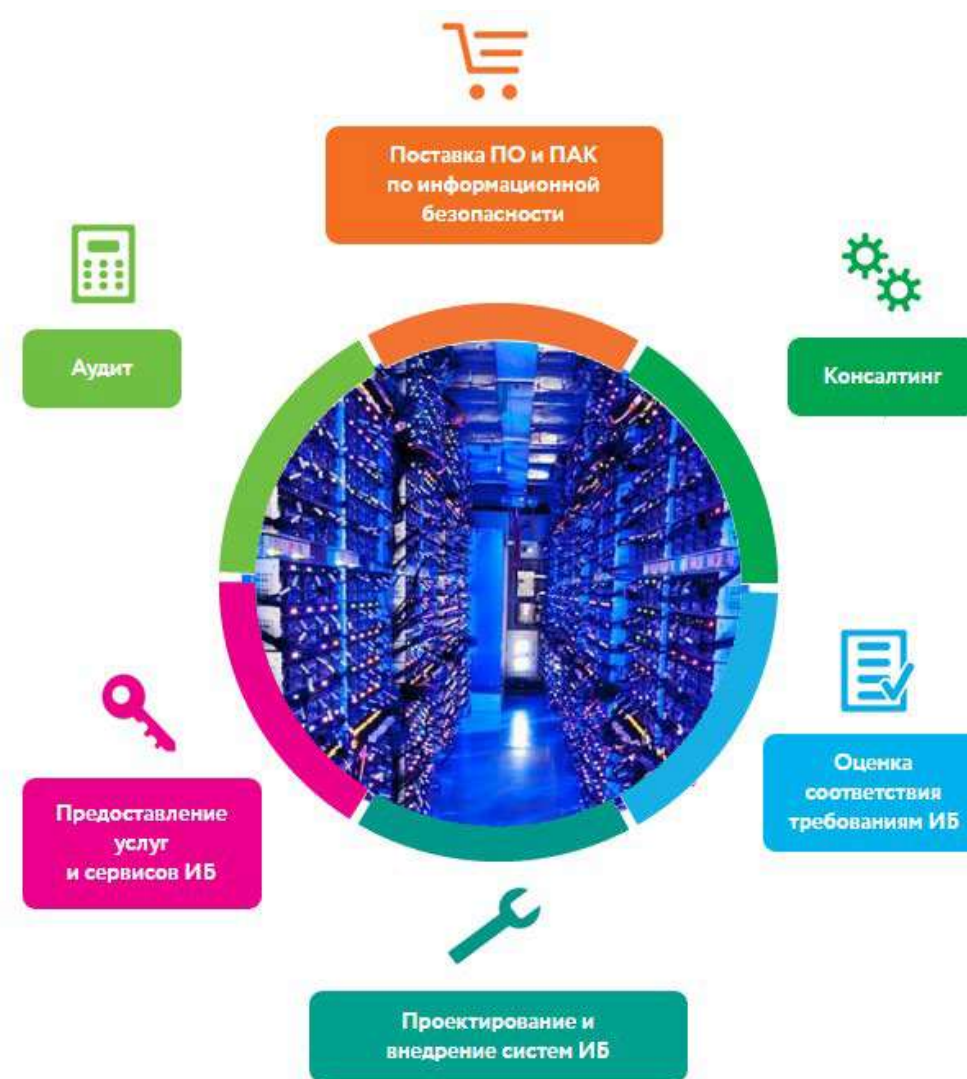 Поставка ПО и ПАК
по информационной
безопасности
Аудит
Консалтинг
Оценка
соответствия
требованиям ИБ
Предоставление
услуг
и сервисов ИБ
Проектирование и
внедрение систем ИБ